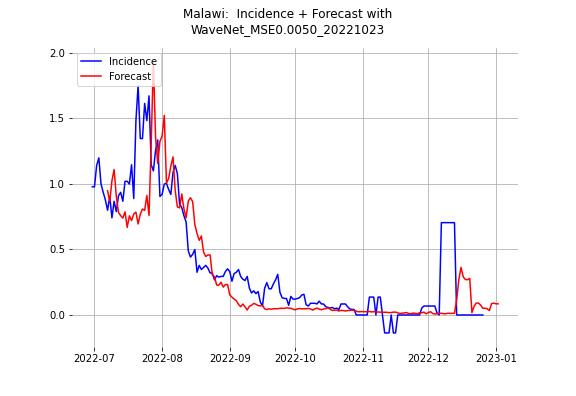 Malawi:  Incidence + Forecast with
WaveNet_MSE0.0050_20221023
Incidence
Forecast
2.0
1.5
1.0
0.5
0.0
2022-07 2022-08 2022-09 2022-10 2022-11 2022-12 2023-01